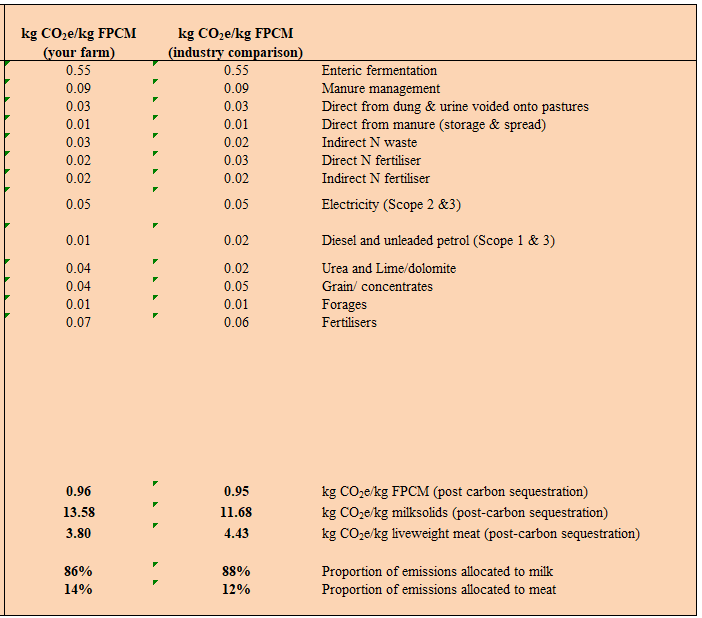 kg CO₂e/kg FPCM kg CO₂e/kg FPCM
(your farm) (industry comparison)
0.55 0.55 Enteric fermentation
0.09 0.09 Manure management
0.03 0.03 Direct from dung & urine voided onto pastures
0.01 0.01 Direct from manure (storage & spread)
0.03 0.02 Indirect N waste
0.02 0.03 Direct N fertiliser
0.02 0.02 Indirect N fertiliser
0.05 0.05 Electricity (Scope 2 &3)
0.01 0.02 Diesel and unleaded petrol (Scope 1 & 3)
0.04 0.02 Urea and Lime/dolomite
0.04 0.05 Grain/ concentrates
0.01 0.01 Forages
0.07 0.06 Fertilisers
0.96 0.95 kg CO₂e/kg FPCM (post carbon sequestration)
13.58 11.68 kg CO₂e/kg milksolids (post-carbon sequestration)
3.80 4.43 kg CO₂e/kg liveweight meat (post-carbon sequestration)
86% 88% Proportion of emissions allocated to milk
14% 12% Proportion of emissions allocated to meat